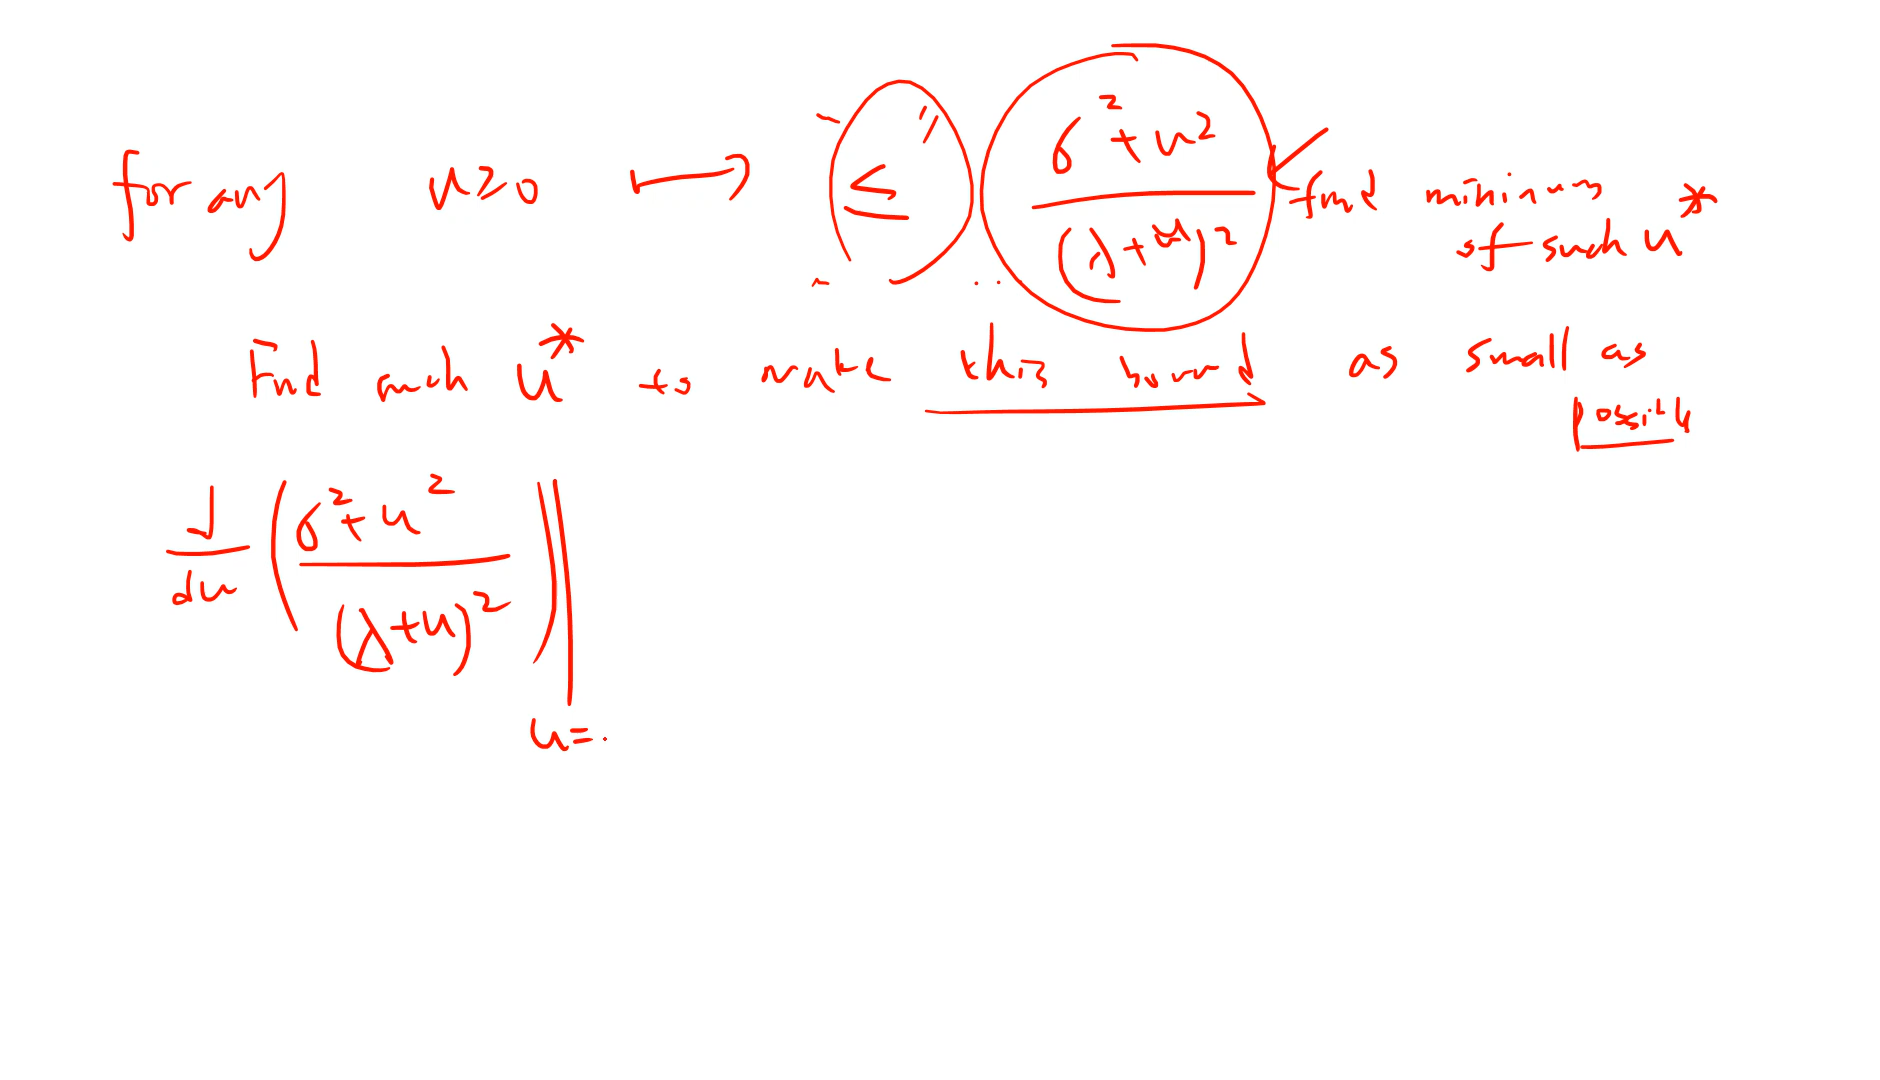 for any u ≥ 0 ⟼ ≤ (σ² + u²) / (λ + u)² find minimum
of such u*
Find such u* to make this bound as small as
possible
d/du ( (σ² + u²) / (λ + u)² ) |
u=